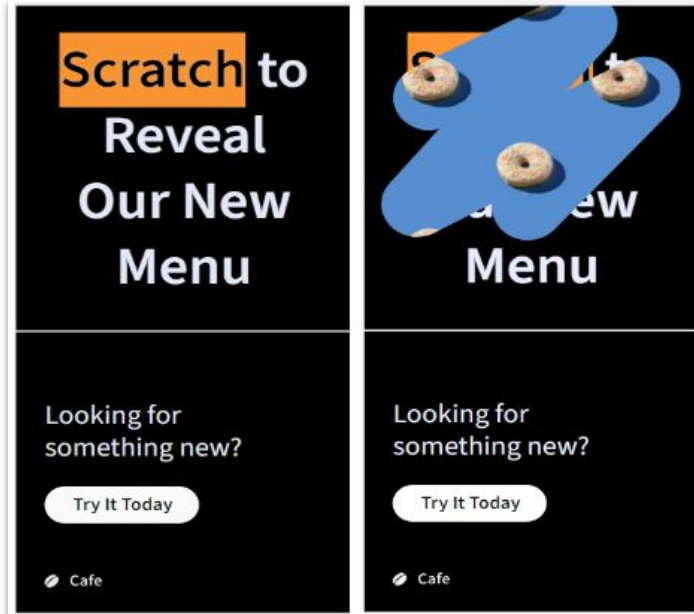 Scratch to
Reveal
Our New
Menu
Looking for
something new?
Try It Today
Cafe
ew
Menu
Looking for
something new?
Try It Today
Cafe